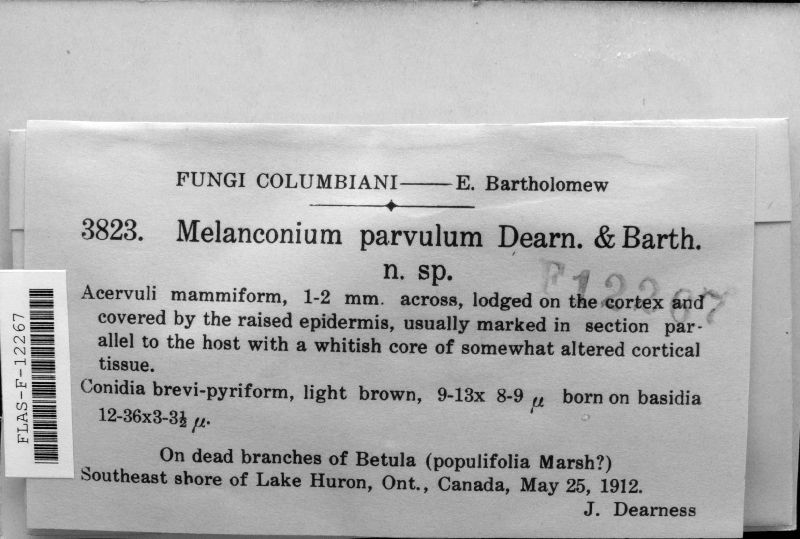 FUNGI COLUMBIANI——E. Bartholomew
3823. Melanconium parvulum Dearn. & Barth.
n. sp.
F12267
Acervuli mammiform, 1-2 mm. across, lodged on the cortex and
covered by the raised epidermis, usually marked in section par-
allel to the host with a whitish core of somewhat altered cortical
tissue.
Conidia brevi-pyriform, light brown, 9-13x 8-9 μ born on basidia
12-36x3-3½ μ.
On dead branches of Betula (populifolia Marsh?)
Southeast shore of Lake Huron, Ont., Canada, May 25, 1912.
J. Dearness
FLAS-F-12267